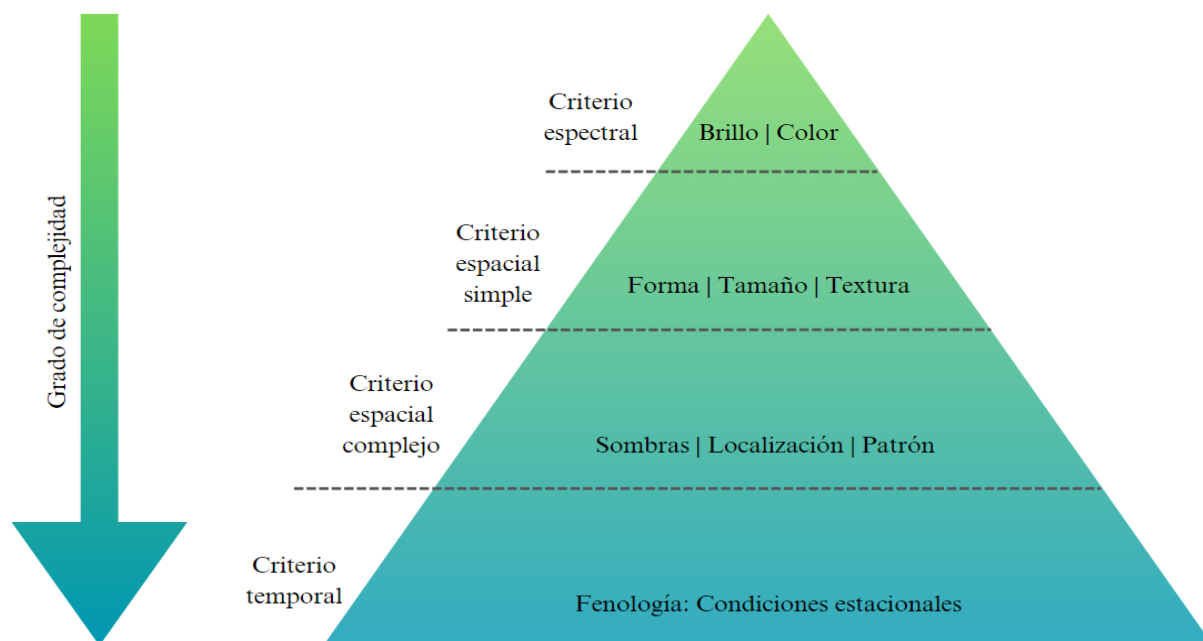 Grado de complejidad
Criterio
espectral
Brillo | Color
Criterio
espacial
simple
Forma | Tamaño | Textura
Criterio
espacial
complejo
Sombras | Localización | Patrón
Criterio
temporal
Fenología: Condiciones estacionales